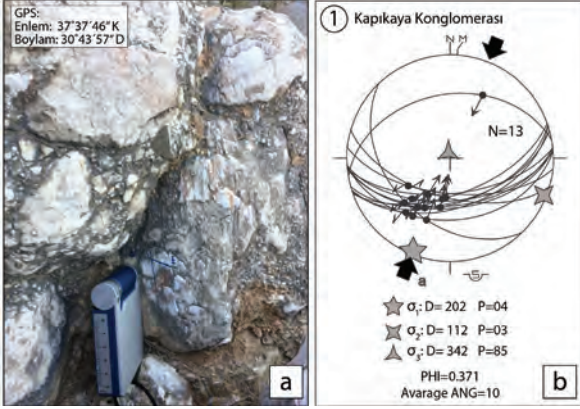 GPS:
Enlem: 37°37'46"K
Boylam: 30°43'57"D
a
1 Kapıkaya Konglomerası
N M
N=13
a
S
σ1: D= 202 P=04
σ2: D= 112 P=03
σ3: D= 342 P=85
PHI=0.371
Avarage ANG=10
b